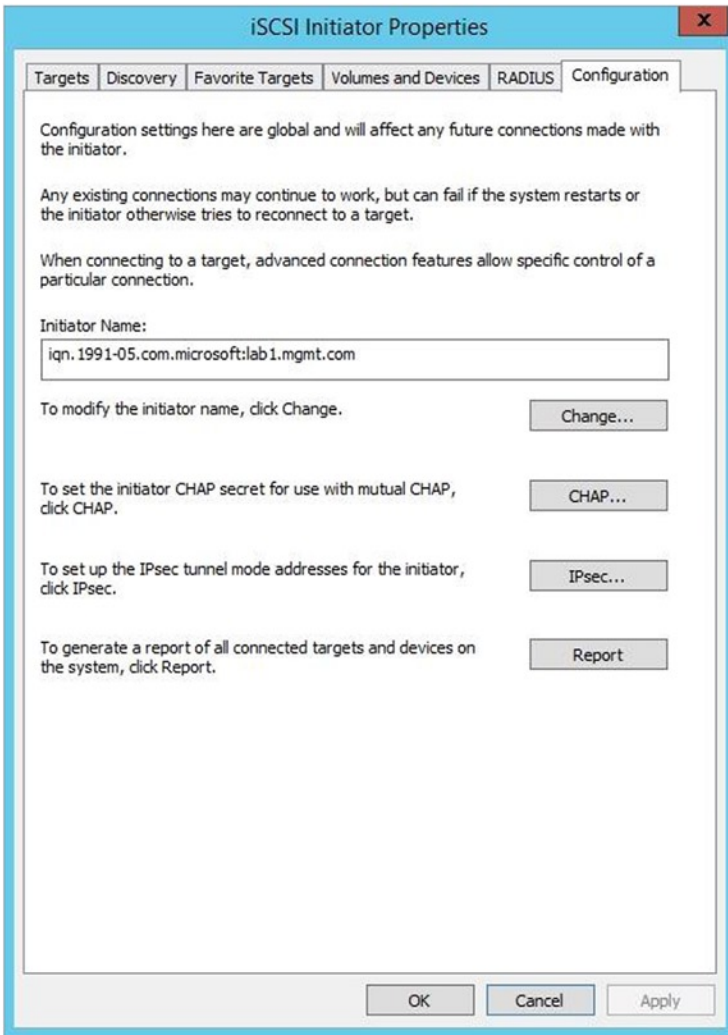 iSCSI Initiator Properties
x
Targets Discovery Favorite Targets Volumes and Devices RADIUS Configuration
Configuration settings here are global and will affect any future connections made with
the initiator.
Any existing connections may continue to work, but can fail if the system restarts or
the initiator otherwise tries to reconnect to a target.
When connecting to a target, advanced connection features allow specific control of a
particular connection.
Initiator Name:
iqn.1991-05.com.microsoft:lab1.mgmt.com
To modify the initiator name, click Change.
Change...
To set the initiator CHAP secret for use with mutual CHAP,
click CHAP.
CHAP...
To set up the IPsec tunnel mode addresses for the initiator,
click IPsec.
IPsec...
To generate a report of all connected targets and devices on
the system, click Report.
Report
OK Cancel Apply